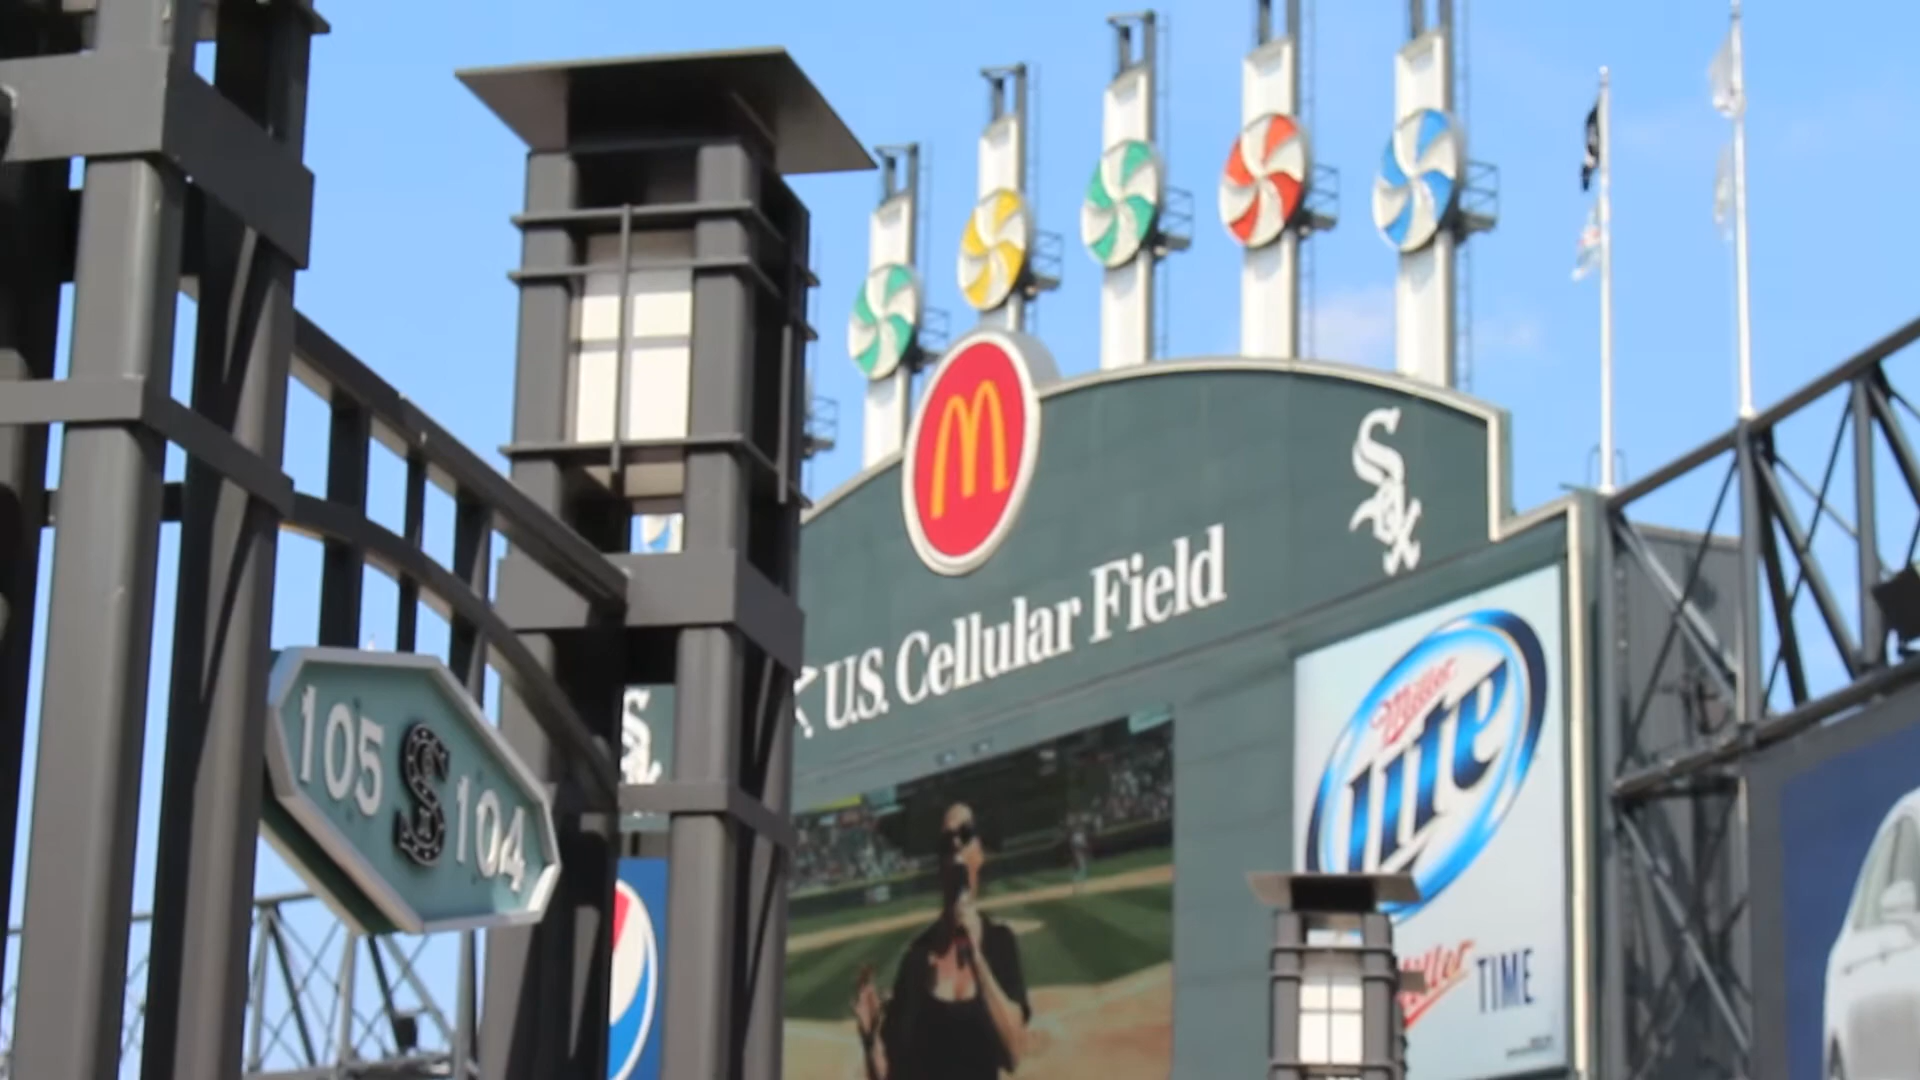 105 104
Sox
U.S. Cellular Field
Miller
Lite
Miller TIME